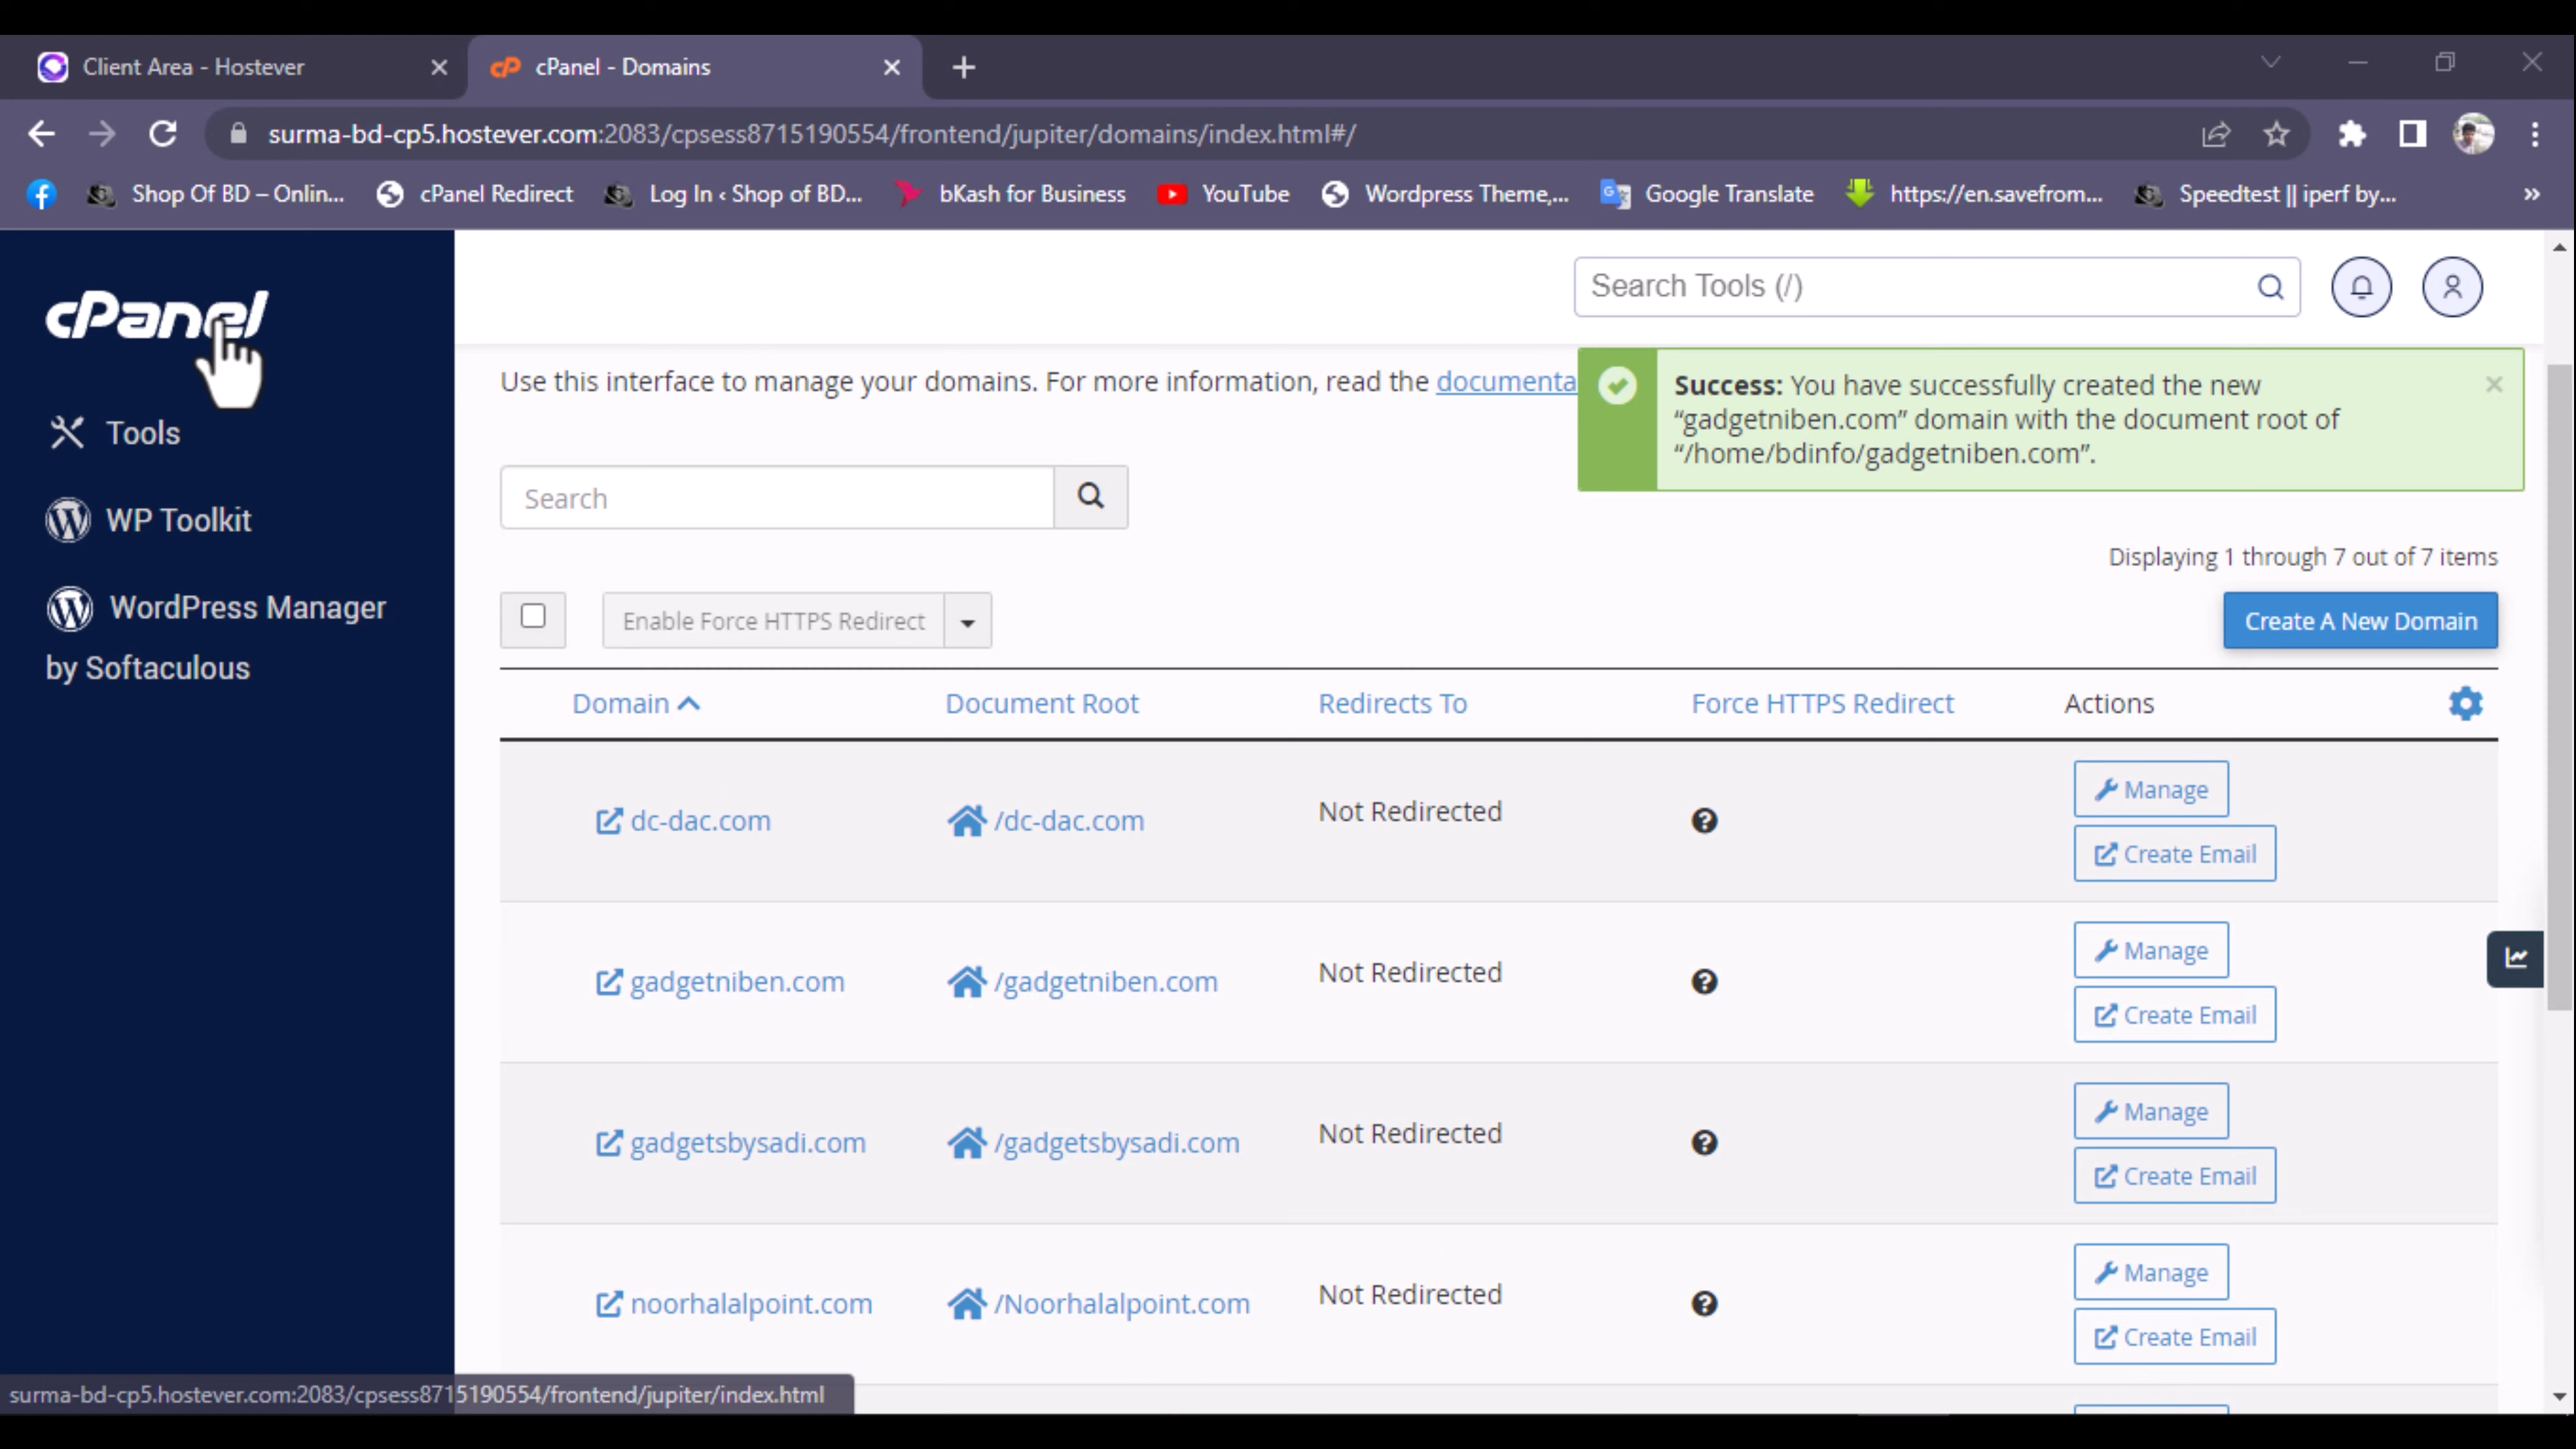 Client Area - Hostever
cPanel - Domains
surma-bd-cp5.hostever.com:2083/cpsess8715190554/frontend/jupiter/domains/index.html#/
Shop Of BD – Onlin...
cPanel Redirect
Log In ‹ Shop of BD...
bKash for Business
YouTube
Wordpress Theme,...
Google Translate
https://en.savefrom...
Speedtest || iperf by...
»
cPanel
Search Tools (/)
Tools
WP Toolkit
WordPress Manager
by Softaculous
Use this interface to manage your domains. For more information, read the documenta
Success: You have successfully created the new
“gadgetniben.com” domain with the document root of
“/home/bdinfo/gadgetniben.com”.
Search
Displaying 1 through 7 out of 7 items
Enable Force HTTPS Redirect
Create A New Domain
Domain Document Root Redirects To Force HTTPS Redirect Actions
dc-dac.com /dc-dac.com Not Redirected
Manage
Create Email
gadgetniben.com /gadgetniben.com Not Redirected
Manage
Create Email
gadgetsbysadi.com /gadgetsbysadi.com Not Redirected
Manage
Create Email
noorhalalpoint.com /Noorhalalpoint.com Not Redirected
Manage
Create Email
surma-bd-cp5.hostever.com:2083/cpsess8715190554/frontend/jupiter/index.html